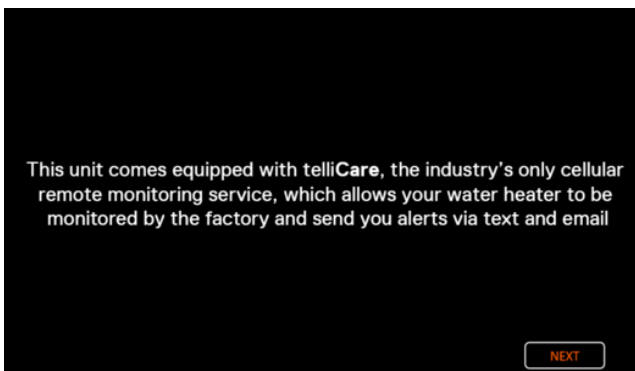 This unit comes equipped with telliCare, the industry's only cellular
remote monitoring service, which allows your water heater to be
monitored by the factory and send you alerts via text and email
NEXT